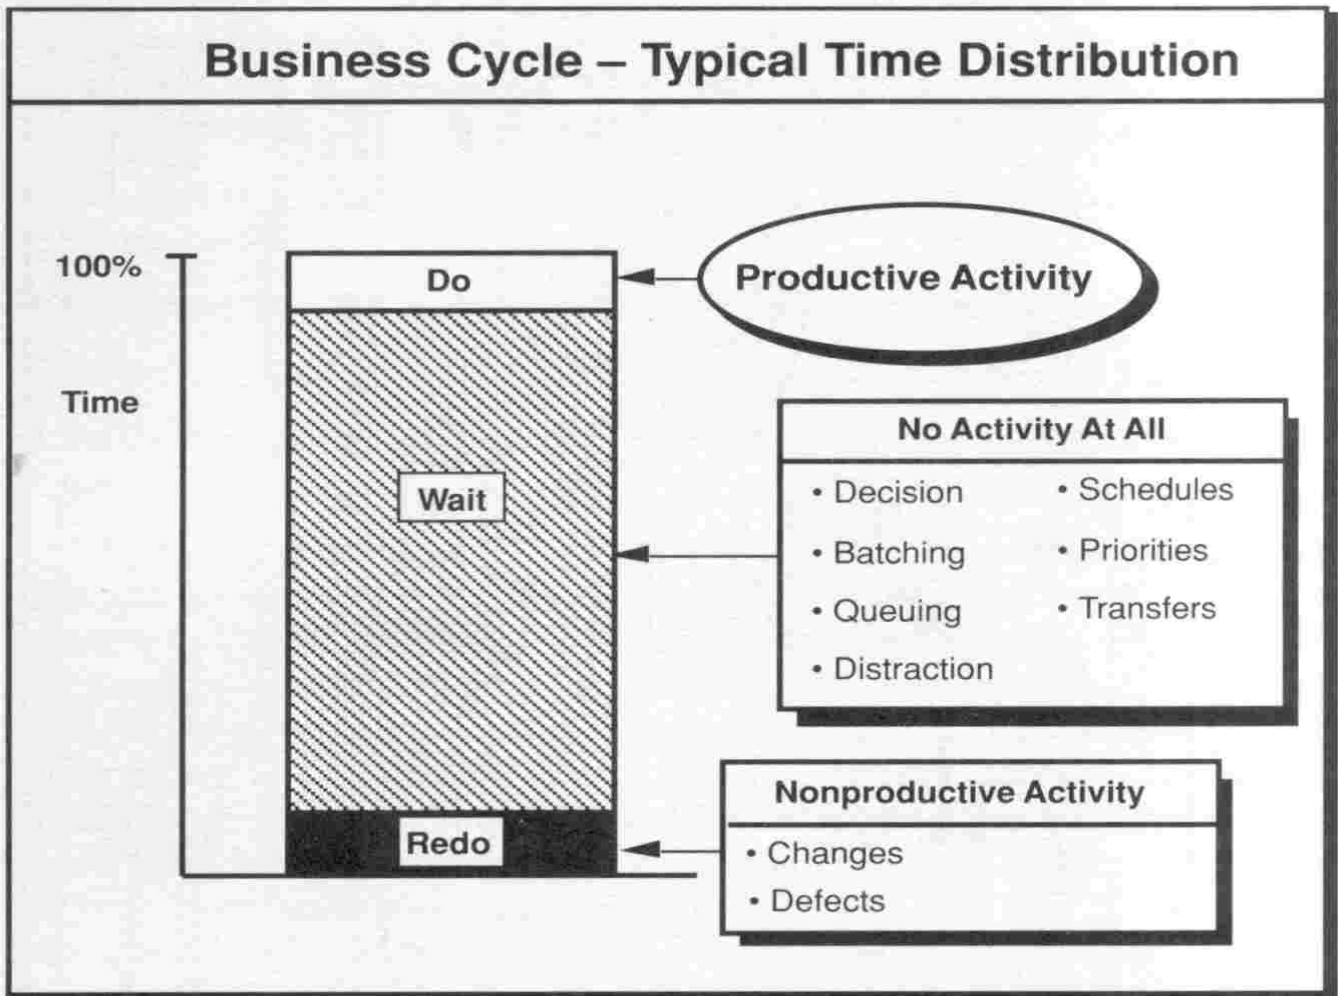 Business Cycle – Typical Time Distribution
100%
Time
Do
Wait
Redo
Productive Activity
No Activity At All
• Decision
• Batching
• Queuing
• Distraction
• Schedules
• Priorities
• Transfers
Nonproductive Activity
• Changes
• Defects